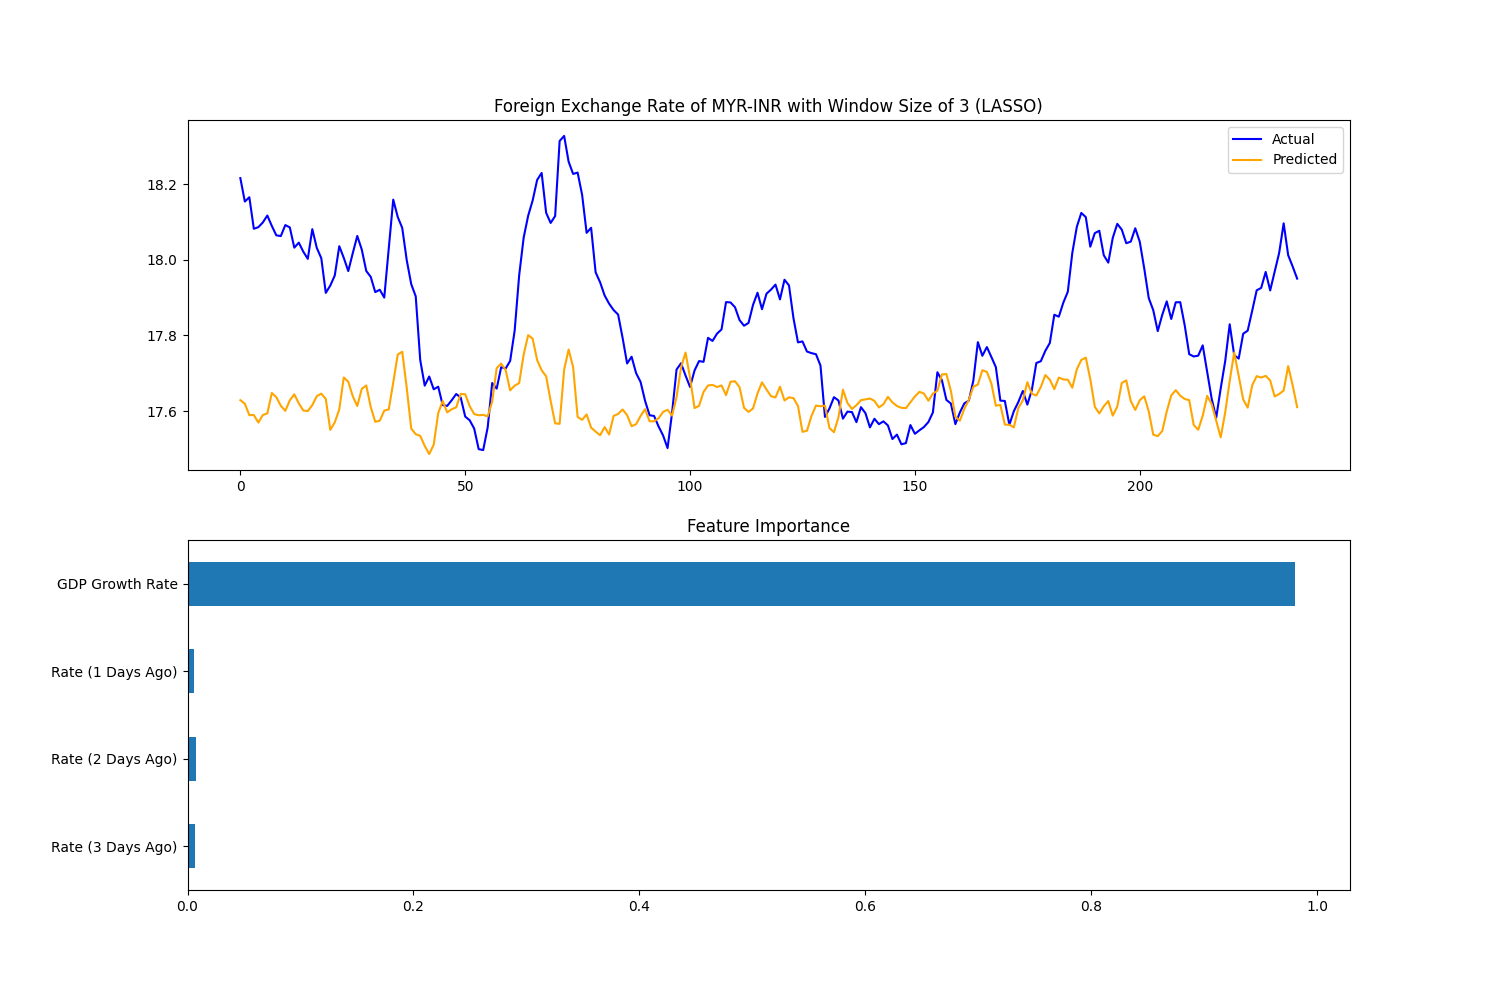 Foreign Exchange Rate of MYR-INR with Window Size of 3 (LASSO)
Actual
Predicted
18.2
18.0
17.8
17.6
0 50 100 150 200
Feature Importance
GDP Growth Rate
Rate (1 Days Ago)
Rate (2 Days Ago)
Rate (3 Days Ago)
0.0 0.2 0.4 0.6 0.8 1.0